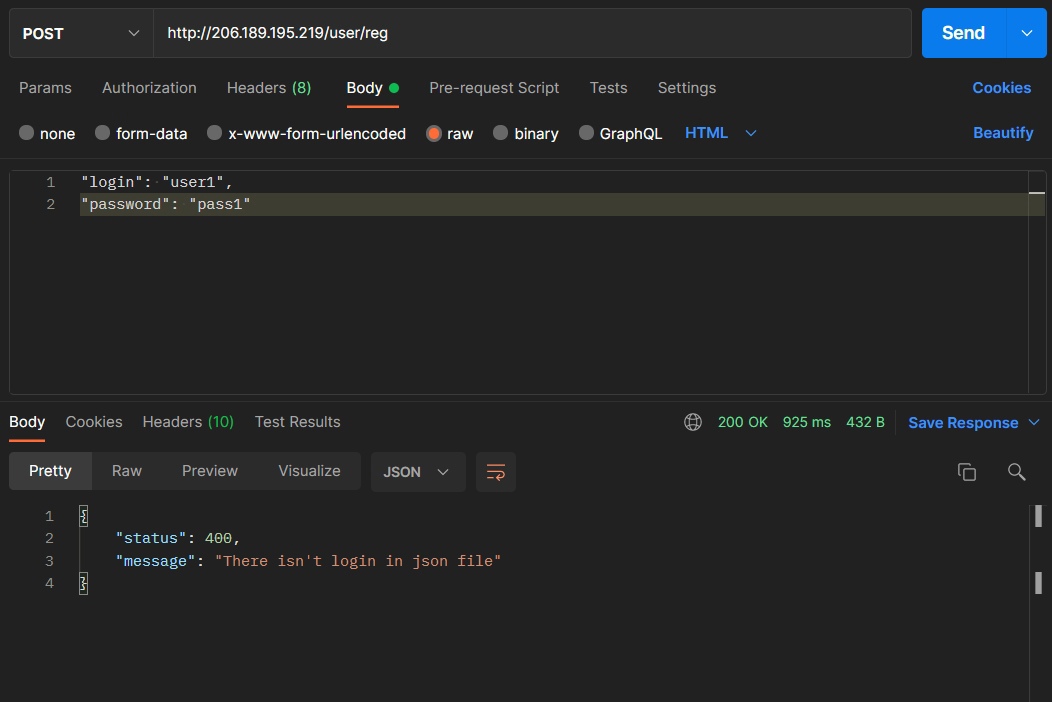 POST http://206.189.195.219/user/reg Send
Params Authorization Headers (8) Body Pre-request Script Tests Settings Cookies
none form-data x-www-form-urlencoded raw binary GraphQL HTML Beautify
1 "login": "user1",
2 "password": "pass1"
Body Cookies Headers (10) Test Results 200 OK 925 ms 432 B Save Response
Pretty Raw Preview Visualize JSON
1 {
2 "status": 400,
3 "message": "There isn't login in json file"
4 }